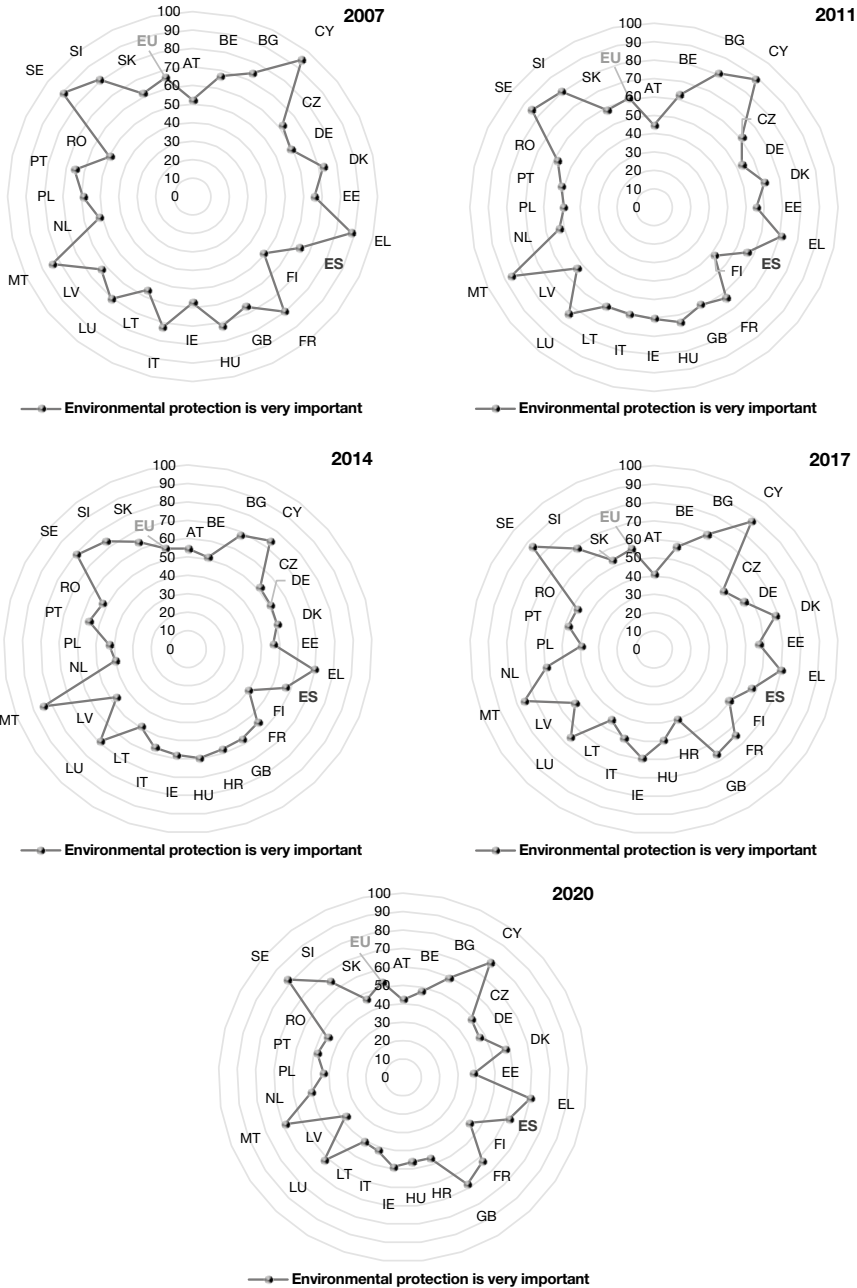 2007
100
90
80
70
60
50
40
30
20
10
0
EU
AT
BE
BG
CY
CZ
DE
DK
EE
EL
ES
FI
FR
GB
HU
IE
IT
LT
LU
LV
MT
NL
PL
PT
RO
SE
SI
SK
Environmental protection is very important
2011
100
90
80
70
60
50
40
30
20
10
0
EU
AT
BE
BG
CY
CZ
DE
DK
EE
EL
ES
FI
FR
GB
HU
IE
IT
LT
LU
LV
MT
NL
PL
PT
RO
SE
SI
SK
Environmental protection is very important
2014
100
90
80
70
60
50
40
30
20
10
0
EU
AT
BE
BG
CY
CZ
DE
DK
EE
EL
ES
FI
FR
GB
HR
HU
IE
IT
LT
LU
LV
MT
NL
PL
PT
RO
SE
SI
SK
Environmental protection is very important
2017
100
90
80
70
60
50
40
30
20
10
0
EU
AT
BE
BG
CY
CZ
DE
DK
EE
EL
ES
FI
FR
GB
HR
HU
IE
IT
LT
LU
LV
MT
NL
PL
PT
RO
SE
SI
SK
Environmental protection is very important
2020
100
90
80
70
60
50
40
30
20
10
0
EU
AT
BE
BG
CY
CZ
DE
DK
EE
EL
ES
FI
FR
GB
HR
HU
IE
IT
LT
LU
LV
MT
NL
PL
PT
RO
SE
SI
SK
Environmental protection is very important